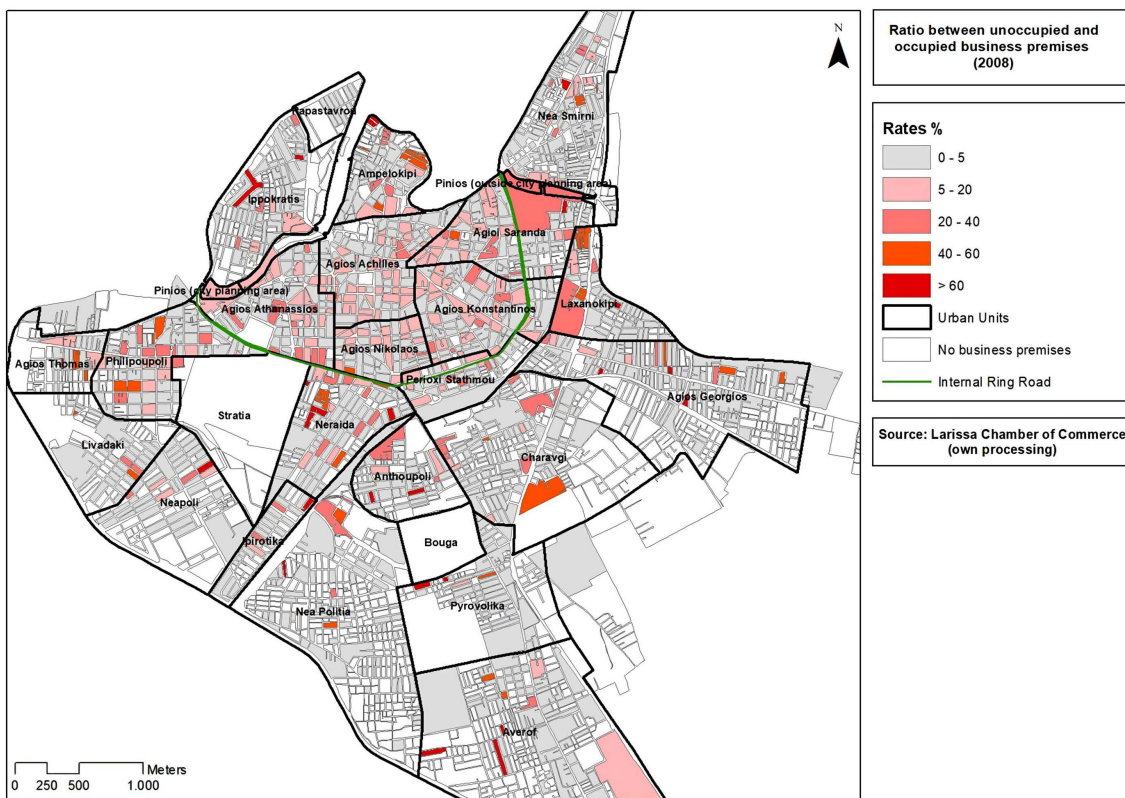 Ratio between unoccupied and
occupied business premises
(2008)
Rates %
0 - 5
5 - 20
20 - 40
40 - 60
> 60
Urban Units
No business premises
Internal Ring Road
Source: Larissa Chamber of Commerce
(own processing)
N
Nea Smirni
Papastavrou
Ampelokipi
Pinios (outside city planning area)
Ippokratis
Agioi Saranda
Agios Achilles
Pinios (city planning area)
Laxanokipi
Agios Athanassios
Agios Konstantinos
Agios Nikolaos
Agios Thomas
Philipoupoli
Perioxi Stathmou
Agios Georgios
Stratia
Neraida
Livadaki
Charavgi
Anthoupoli
Neapoli
Ipirotika
Bouga
Nea Politia
Pyrovolika
Averof
Meters
0 250 500 1.000